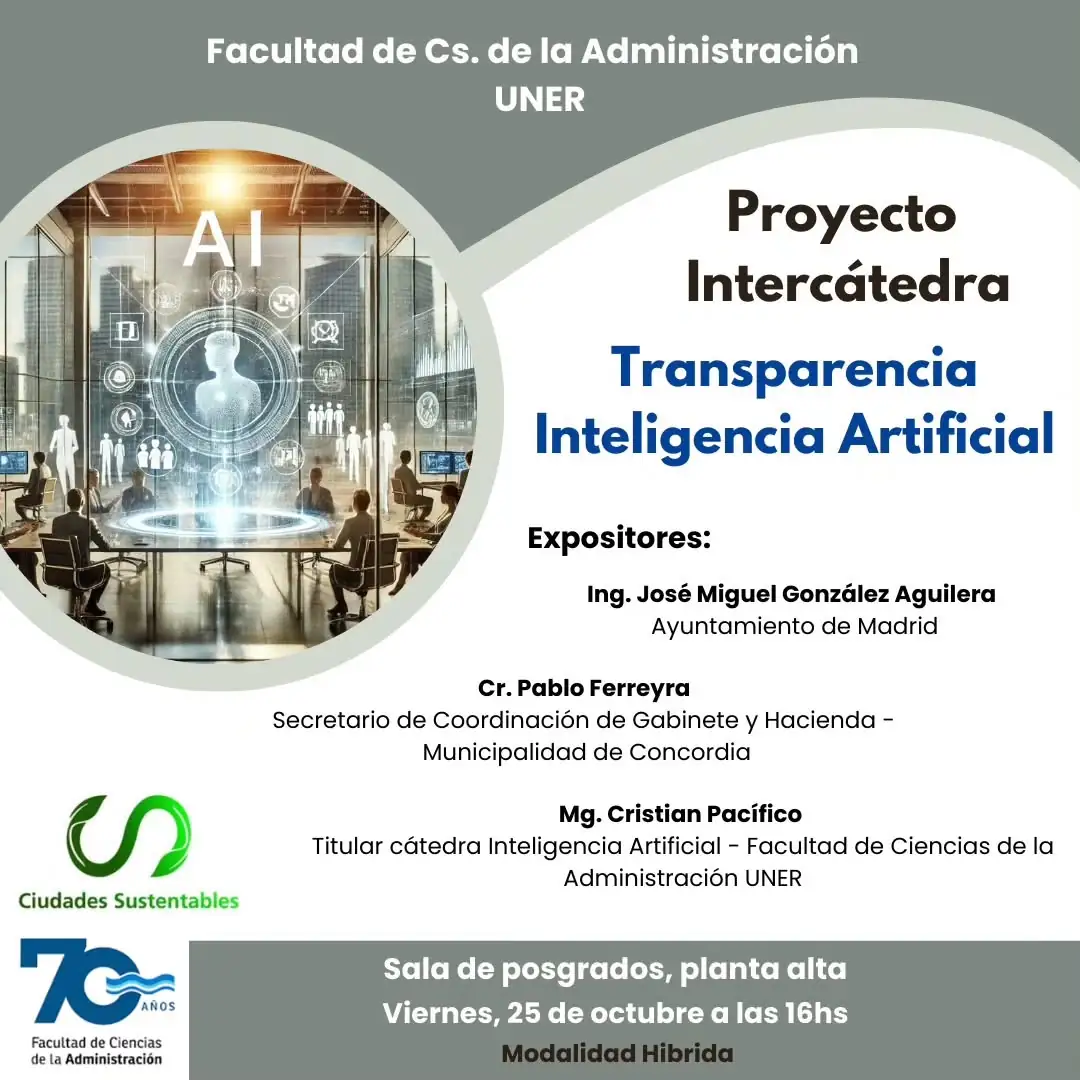 Facultad de Cs. de la Administración
UNER
AI
Proyecto
Intercátedra
Transparencia
Inteligencia Artificial
Expositores:
Ing. José Miguel González Aguilera
Ayuntamiento de Madrid
Cr. Pablo Ferreyra
Secretario de Coordinación de Gabinete y Hacienda -
Municipalidad de Concordia
Mg. Cristian Pacífico
Titular cátedra Inteligencia Artificial - Facultad de Ciencias de la
Administración UNER
Ciudades Sustentables
70
AÑOS
Facultad de Ciencias
de la Administración
Sala de posgrados, planta alta
Viernes, 25 de octubre a las 16hs
Modalidad Hibrida